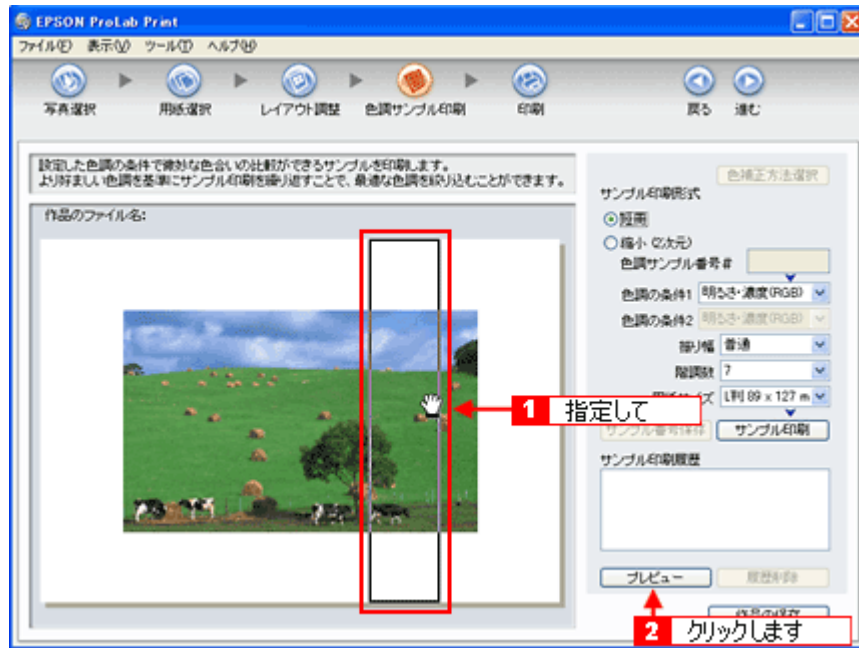 EPSON ProLab Print
ファイル(F) 表示(V) ツール(T) ヘルプ(H)
写真選択 用紙選択 レイアウト調整 色調サンプル印刷 印刷 戻る 進む
設定した色調の条件で微妙な色合いの比較ができるサンプルを印刷します。
より好ましい色調を基準にサンプル印刷を繰り返すことで、最適な色調を絞り込むことができます。
作品のファイル名:
色補正方法選択
サンプル印刷形式
短冊
縮小 (2次元)
色調サンプル番号#
色調の条件1 明るさ・濃度(RGB)
色調の条件2 明るさ・濃度(RGB)
振り幅 普通
階調数 7
L判 89 x 127 m
1 指定して
サンプル番号保存 サンプル印刷
サンプル印刷履歴
プレビュー 履歴削除
作品の保存
2 クリックします